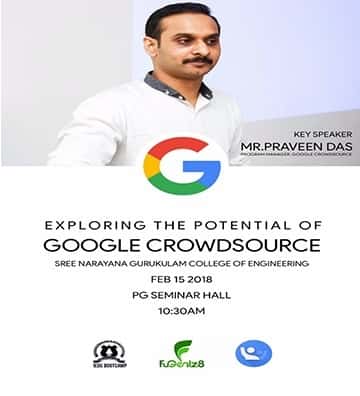 KEY SPEAKER
MR.PRAVEEN DAS
PROGRAM MANAGER, GOOGLE CROWDSOURCE
EXPLORING THE POTENTIAL OF
GOOGLE CROWDSOURCE
SREE NARAYANA GURUKULAM COLLEGE OF ENGINEERING
FEB 15 2018
PG SEMINAR HALL
10:30AM
BOOTCAMP
FuGenIz8